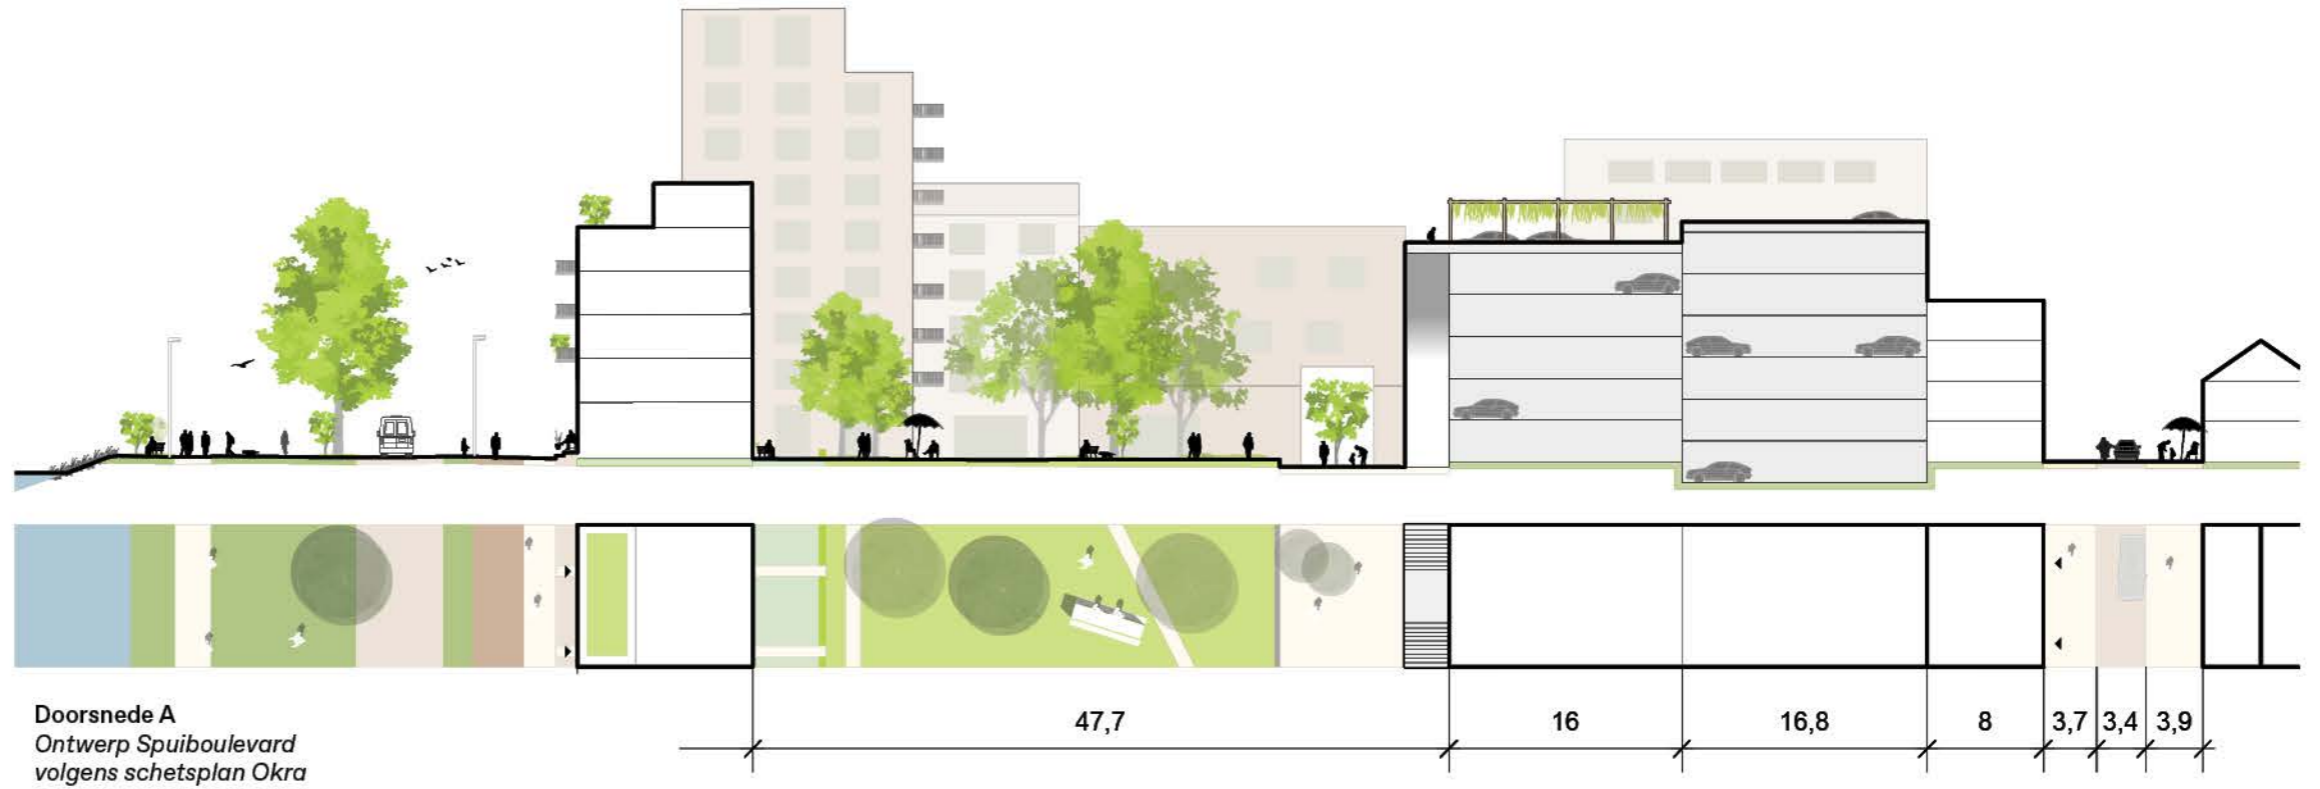 Doorsnede A
Ontwerp Spuiboulevard
volgens schetsplan Okra
47,7
16
16,8
8
3,7
3,4
3,9